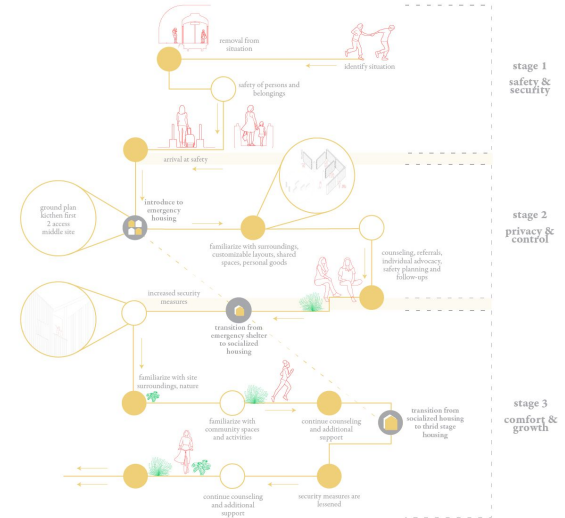 removal from
situation
identify situation
stage 1
safety &
security
safety of persons and
belongings
arrival at safety
ground plan
kicthen first
2 access
middle site
introduce to
emergency
housing
stage 2
privacy &
control
familiarize with surroundings,
customizable layouts, shared
spaces, personal goods
counseling, referrals,
individual advocacy,
safety planning and
follow-ups
increased security
measures
transition from
emergency shelter
to socialized
housing
familiarize with site
surroundings, nature
familiarize with
community spaces
and activities
continue counseling
and additional
support
transition from
socialized housing
to thrid stage
housing
stage 3
comfort &
growth
continue counseling
and additional
support
security measures are
lessened